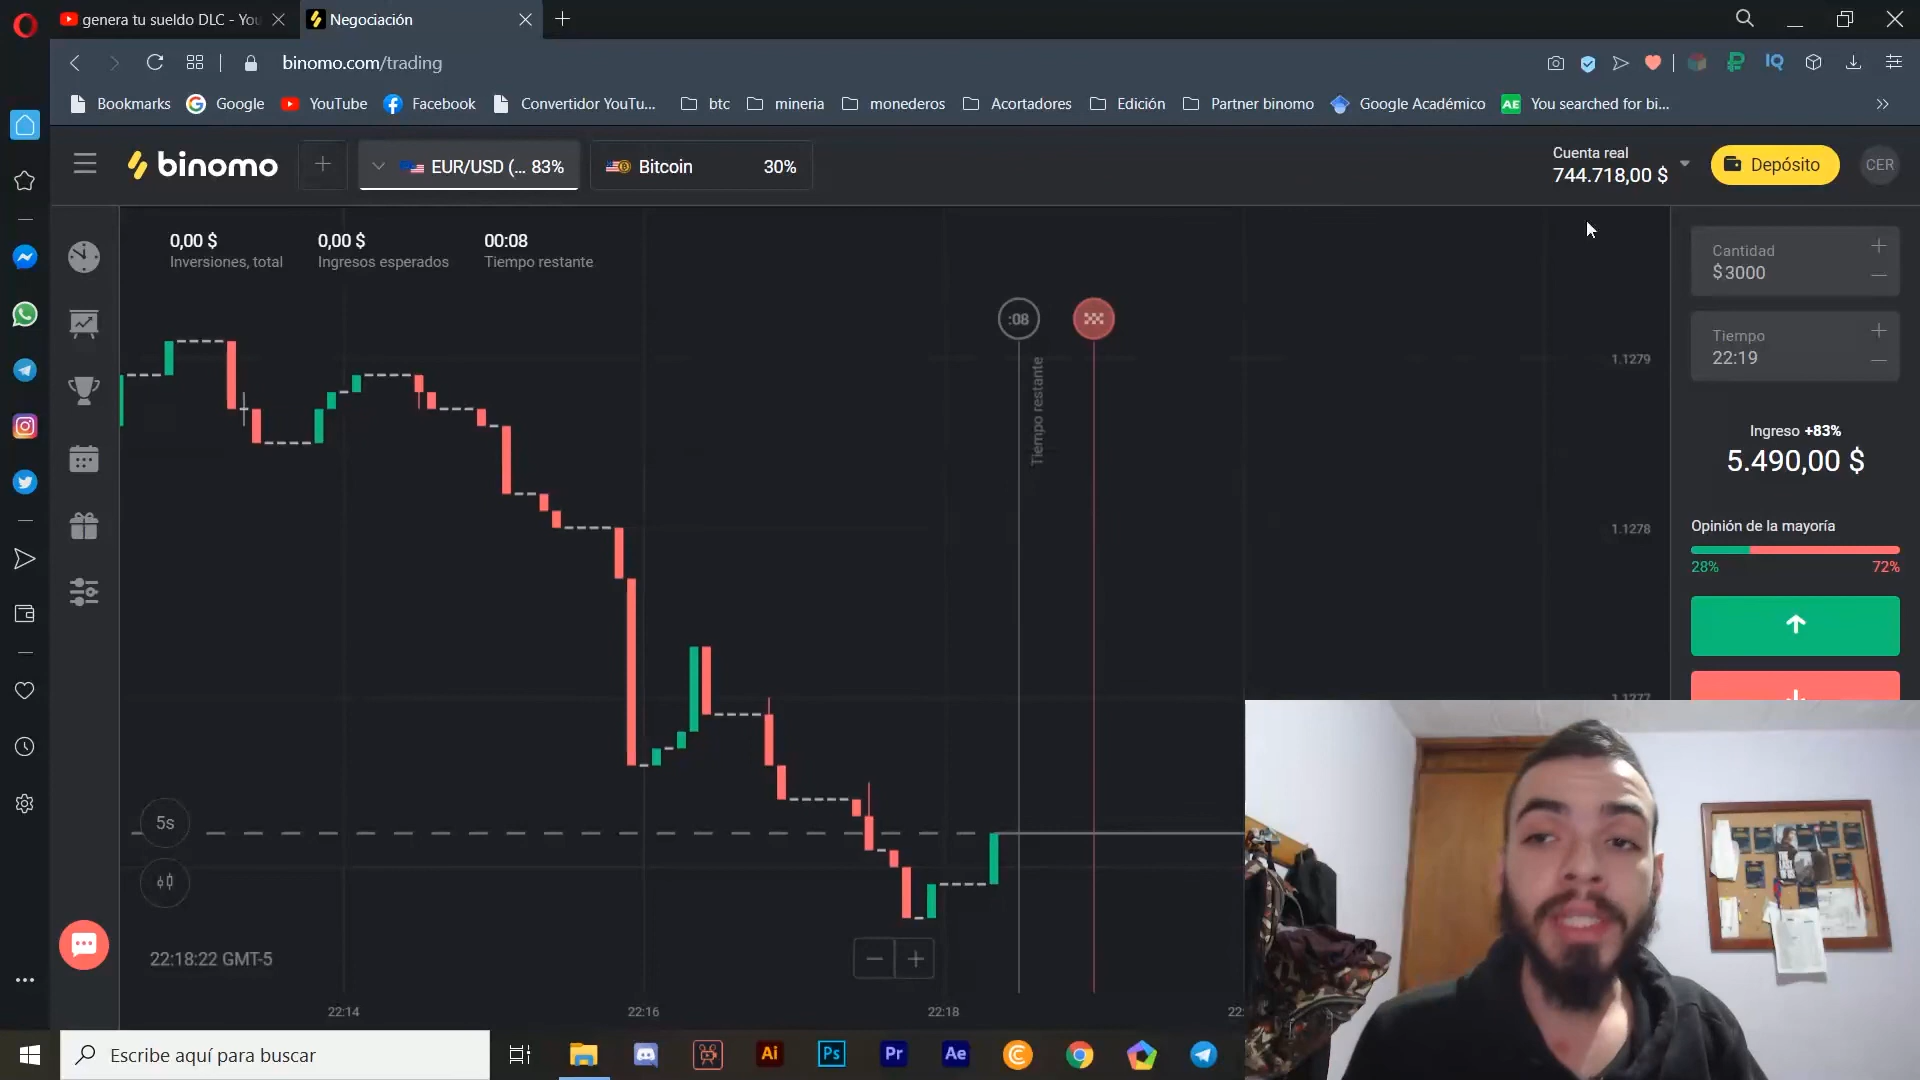 genera tu sueldo DLC - You
Negociación
binomo.com/trading
Bookmarks
Google
YouTube
Facebook
Convertidor YouTu...
btc
mineria
monederos
Acortadores
Edición
Partner binomo
Google Académico
AE
You searched for bi...
binomo
EUR/USD (... 83%
Bitcoin 30%
Cuenta real
744.718,00 $
Depósito
CER
0,00 $
Inversiones, total
0,00 $
Ingresos esperados
00:08
Tiempo restante
Cantidad
$3000
Tiempo
22:19
:08
Tiempo restante
1.1279
1.1278
1.1277
Ingreso +83%
5.490,00 $
Opinión de la mayoría
28%
72%
5s
22:18:22 GMT-5
22:14
22:16
22:18
22:
Escribe aquí para buscar
Ai
Ps
Pr
Ae
IQ